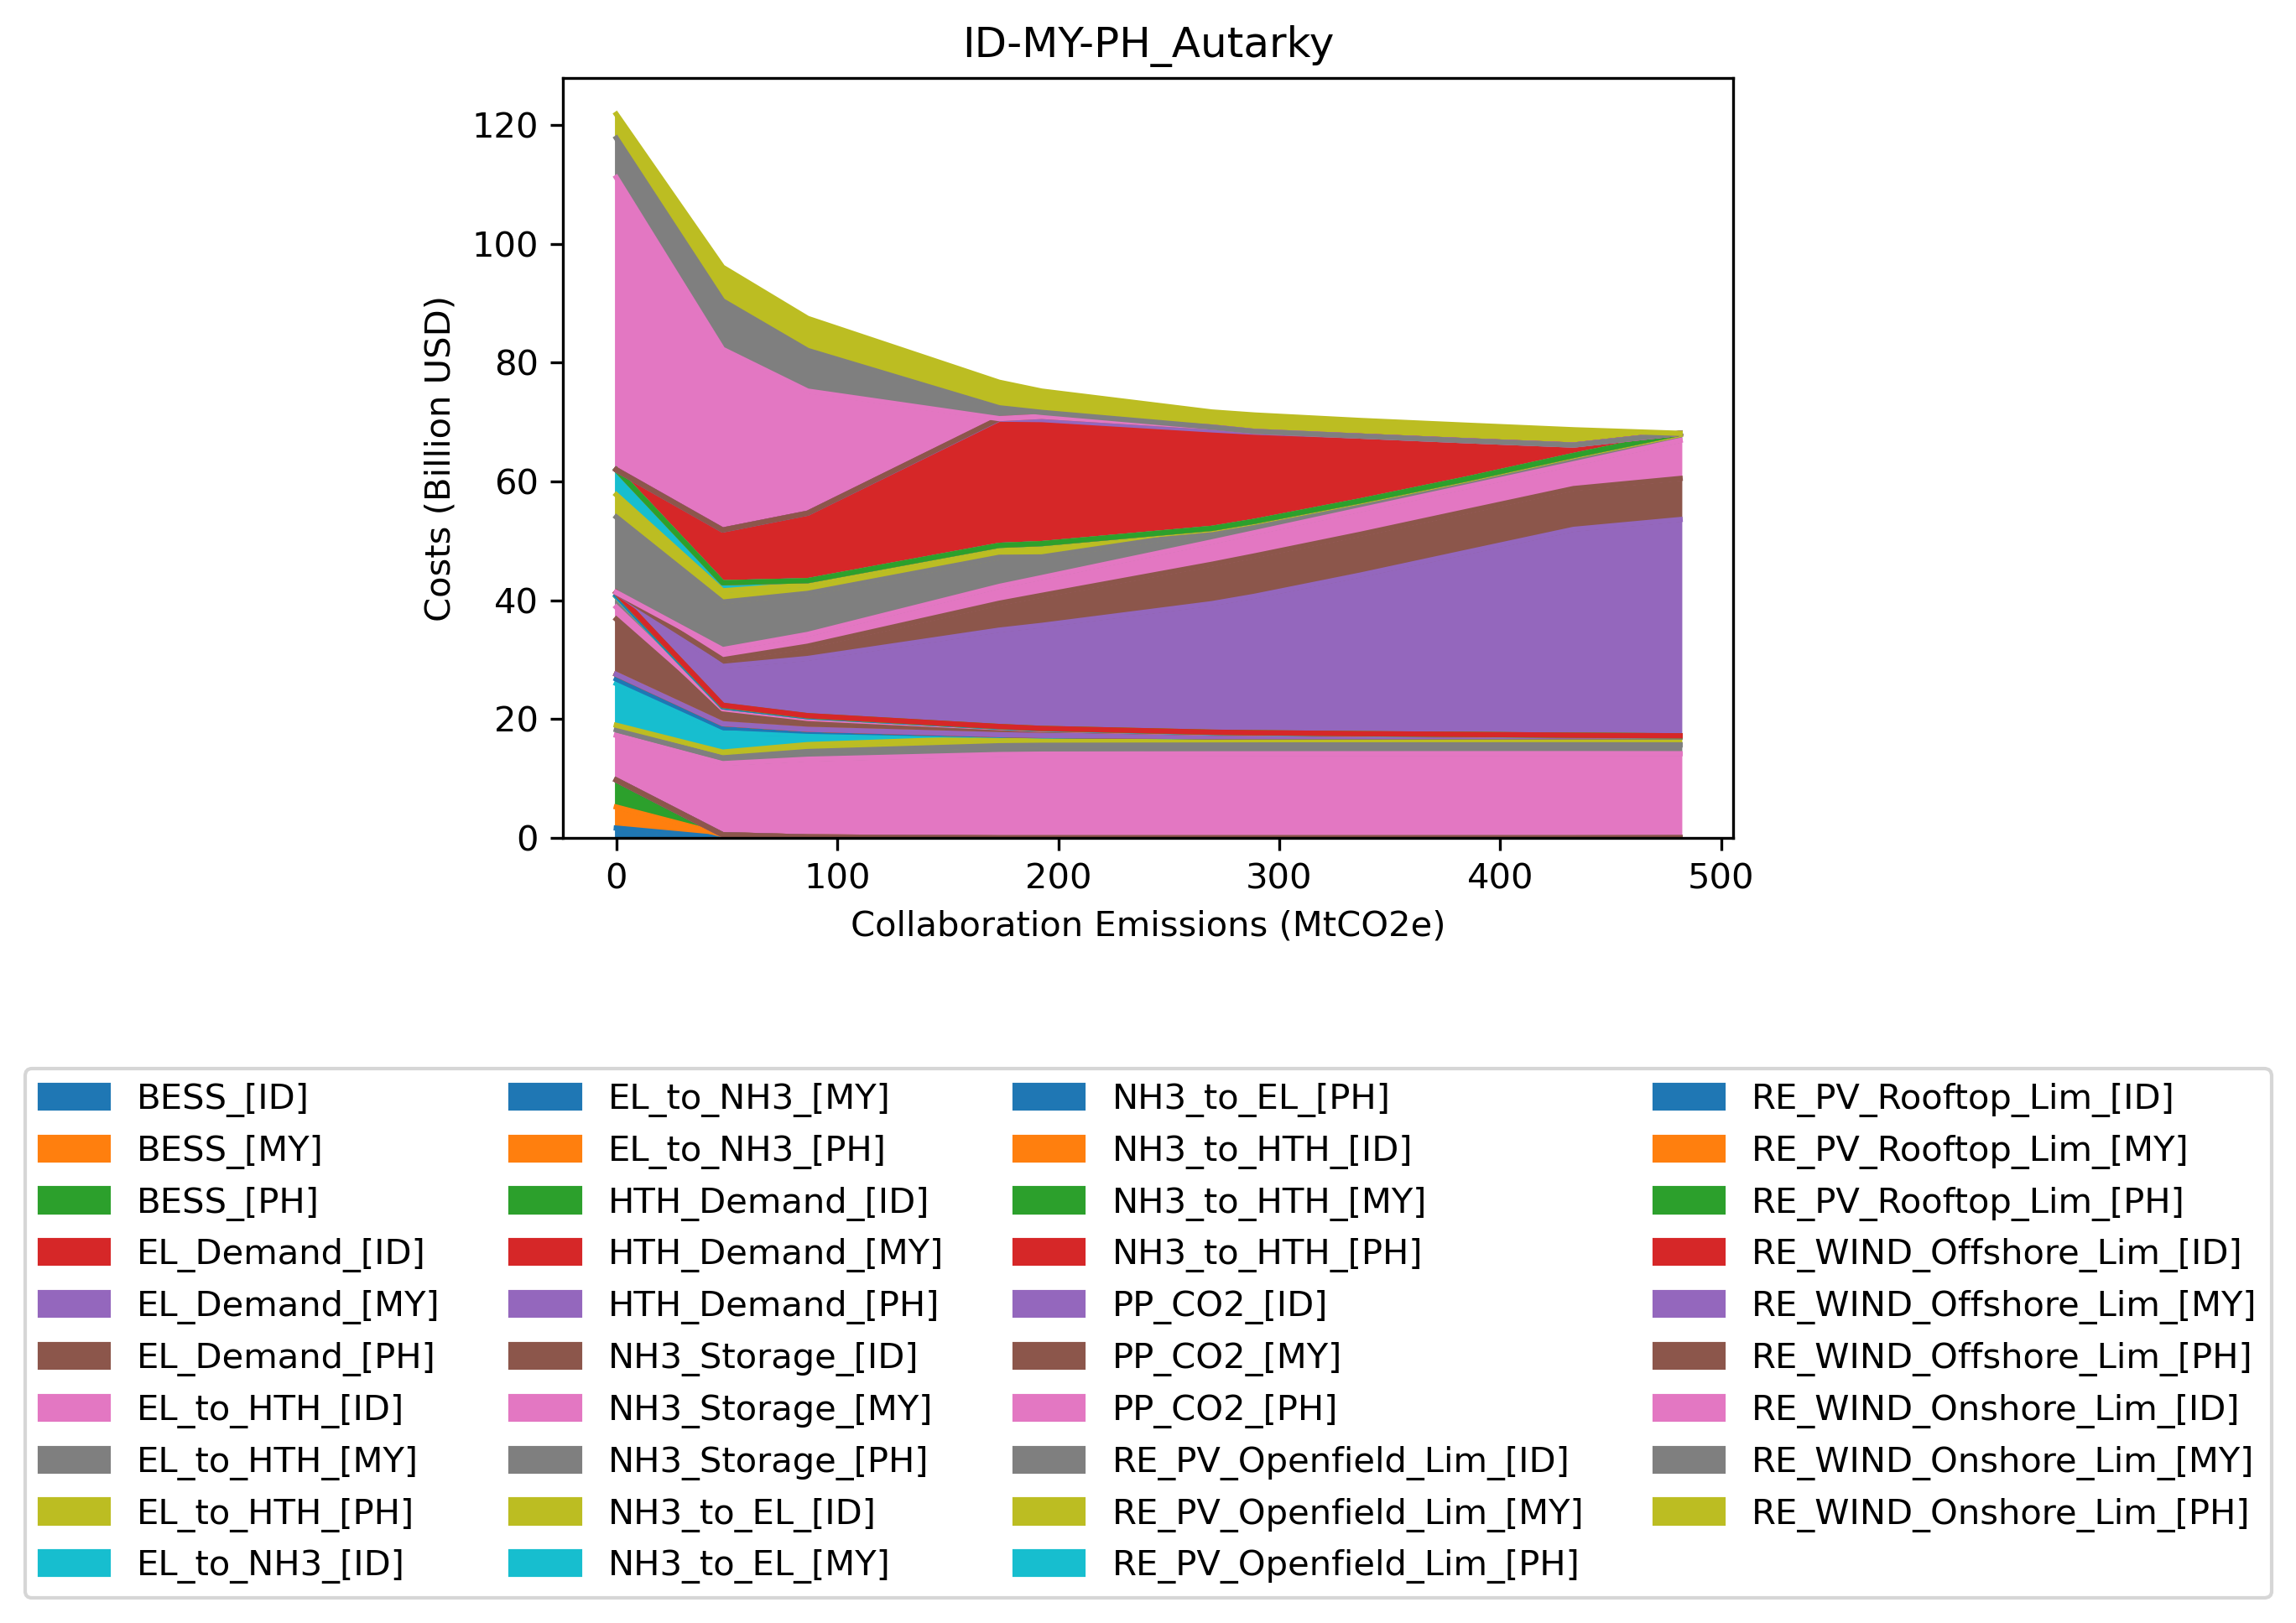 ID-MY-PH_Autarky
120
100
80
60
40
20
0
Costs (Billion USD)
0 100 200 300 400 500
Collaboration Emissions (MtCO2e)
BESS_[ID]
BESS_[MY]
BESS_[PH]
EL_Demand_[ID]
EL_Demand_[MY]
EL_Demand_[PH]
EL_to_HTH_[ID]
EL_to_HTH_[MY]
EL_to_HTH_[PH]
EL_to_NH3_[ID]
EL_to_NH3_[MY]
EL_to_NH3_[PH]
HTH_Demand_[ID]
HTH_Demand_[MY]
HTH_Demand_[PH]
NH3_Storage_[ID]
NH3_Storage_[MY]
NH3_Storage_[PH]
NH3_to_EL_[ID]
NH3_to_EL_[MY]
NH3_to_EL_[PH]
NH3_to_HTH_[ID]
NH3_to_HTH_[MY]
NH3_to_HTH_[PH]
PP_CO2_[ID]
PP_CO2_[MY]
PP_CO2_[PH]
RE_PV_Openfield_Lim_[ID]
RE_PV_Openfield_Lim_[MY]
RE_PV_Openfield_Lim_[PH]
RE_PV_Rooftop_Lim_[ID]
RE_PV_Rooftop_Lim_[MY]
RE_PV_Rooftop_Lim_[PH]
RE_WIND_Offshore_Lim_[ID]
RE_WIND_Offshore_Lim_[MY]
RE_WIND_Offshore_Lim_[PH]
RE_WIND_Onshore_Lim_[ID]
RE_WIND_Onshore_Lim_[MY]
RE_WIND_Onshore_Lim_[PH]